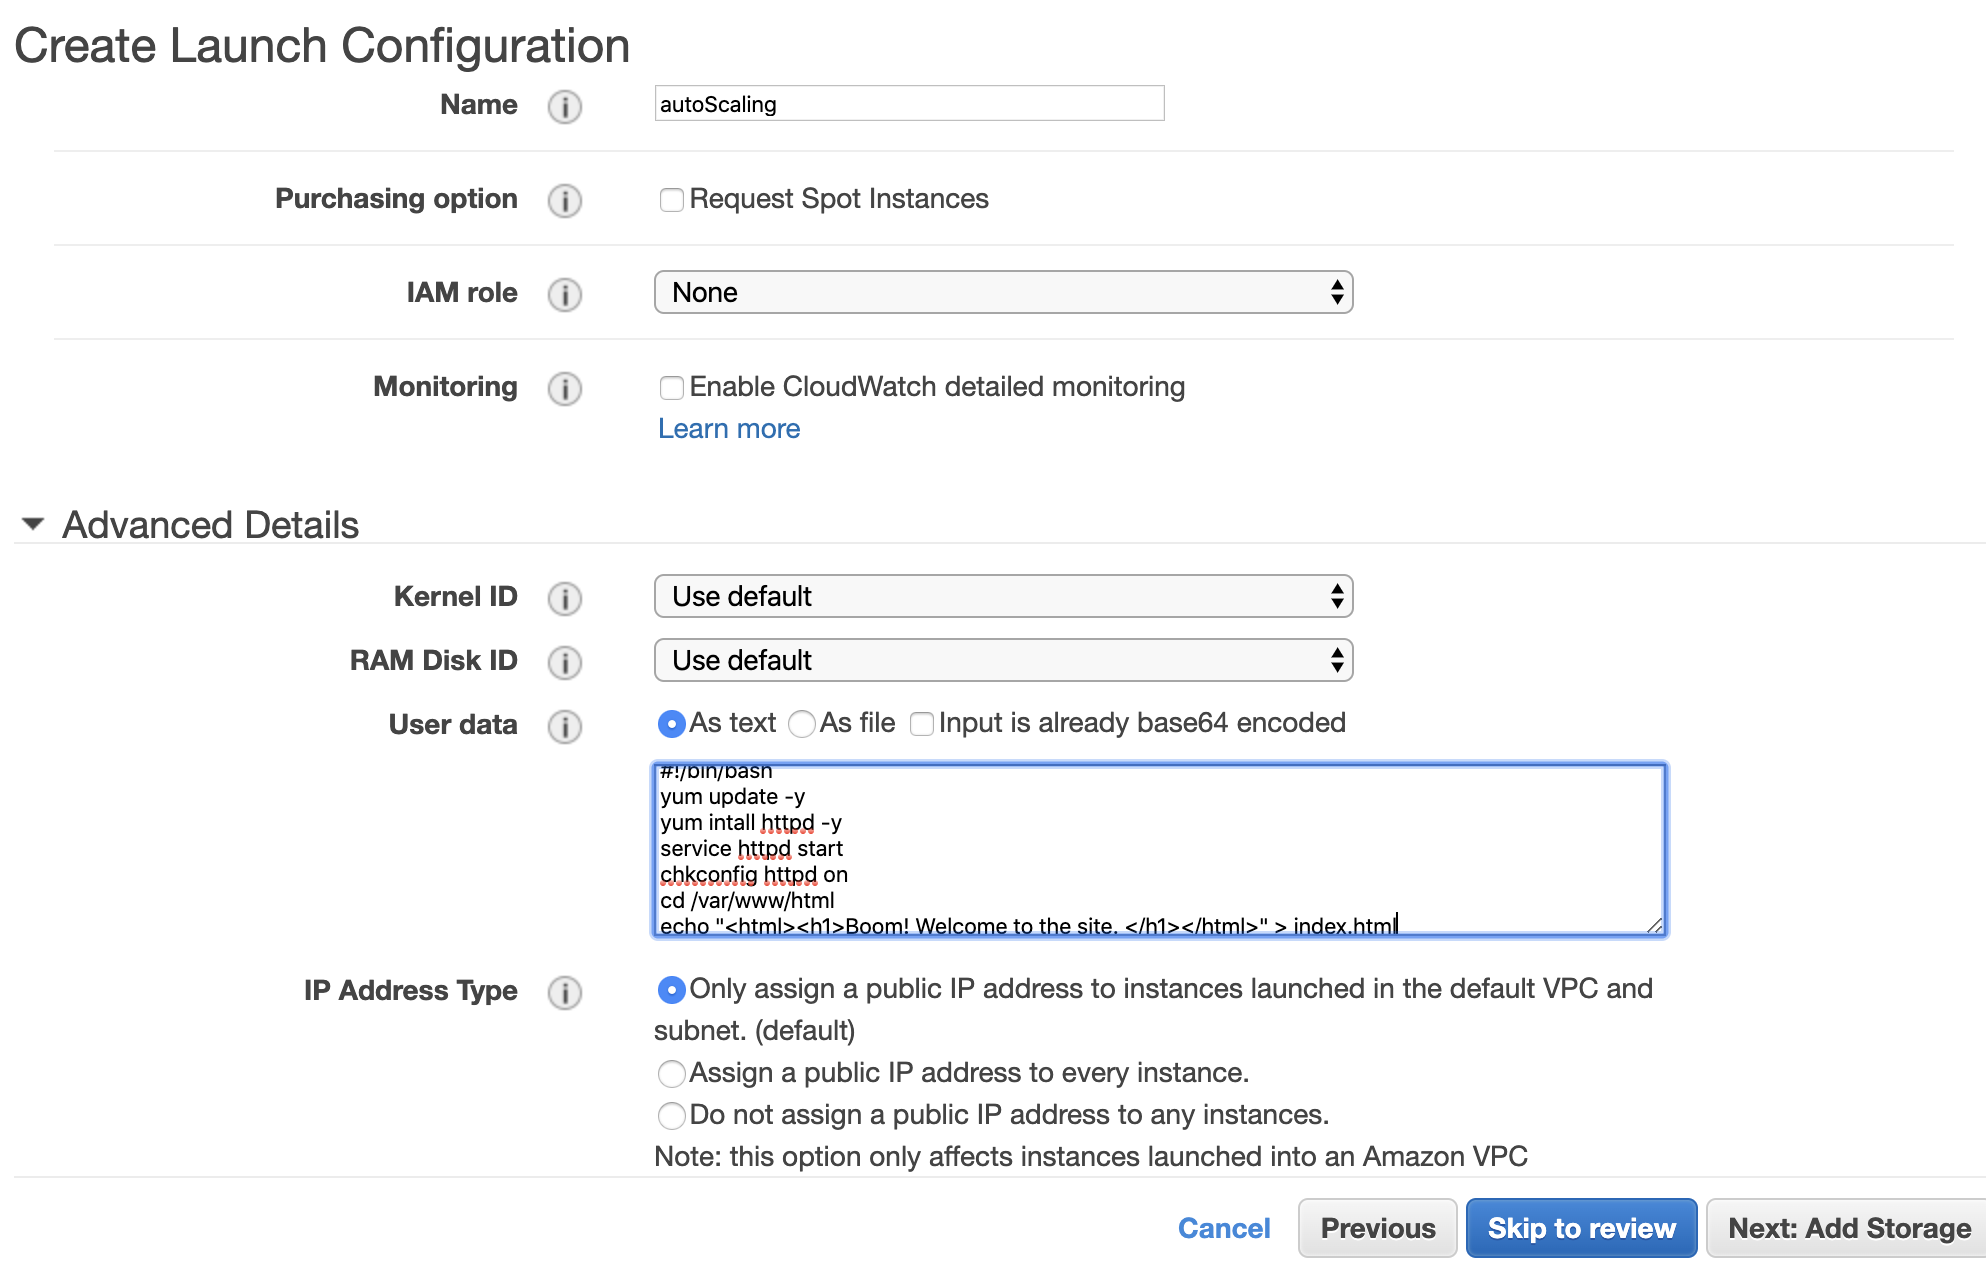 Create Launch Configuration
Name i autoScaling
Purchasing option i Request Spot Instances
IAM role i None
Monitoring i Enable CloudWatch detailed monitoring
Learn more
Advanced Details
Kernel ID i Use default
RAM Disk ID i Use default
User data i As text As file Input is already base64 encoded
#!/bin/bash
yum update -y
yum intall httpd -y
service httpd start
chkconfig httpd on
cd /var/www/html
echo "<html><h1>Boom! Welcome to the site. </h1></html>" > index.html
IP Address Type i Only assign a public IP address to instances launched in the default VPC and
subnet. (default)
Assign a public IP address to every instance.
Do not assign a public IP address to any instances.
Note: this option only affects instances launched into an Amazon VPC
Cancel Previous Skip to review Next: Add Storage